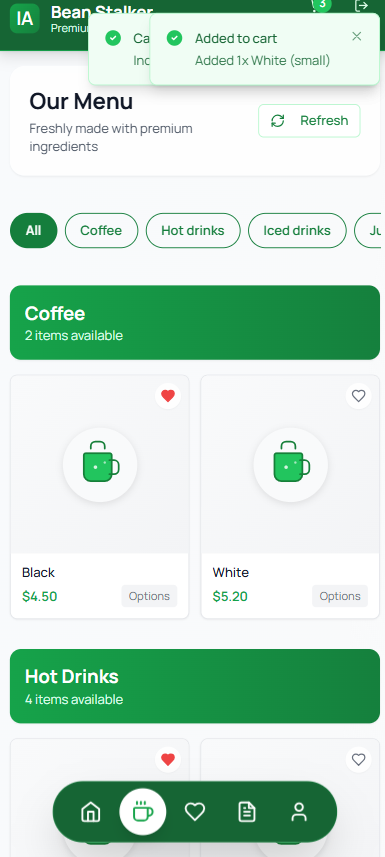 IA
Bean Stalker
Premium
3
Ca
Added to cart
Added 1x White (small)
Our Menu
Freshly made with premium
ingredients
Refresh
All
Coffee
Hot drinks
Iced drinks
Coffee
2 items available
Black
$4.50
Options
White
$5.20
Options
Hot Drinks
4 items available